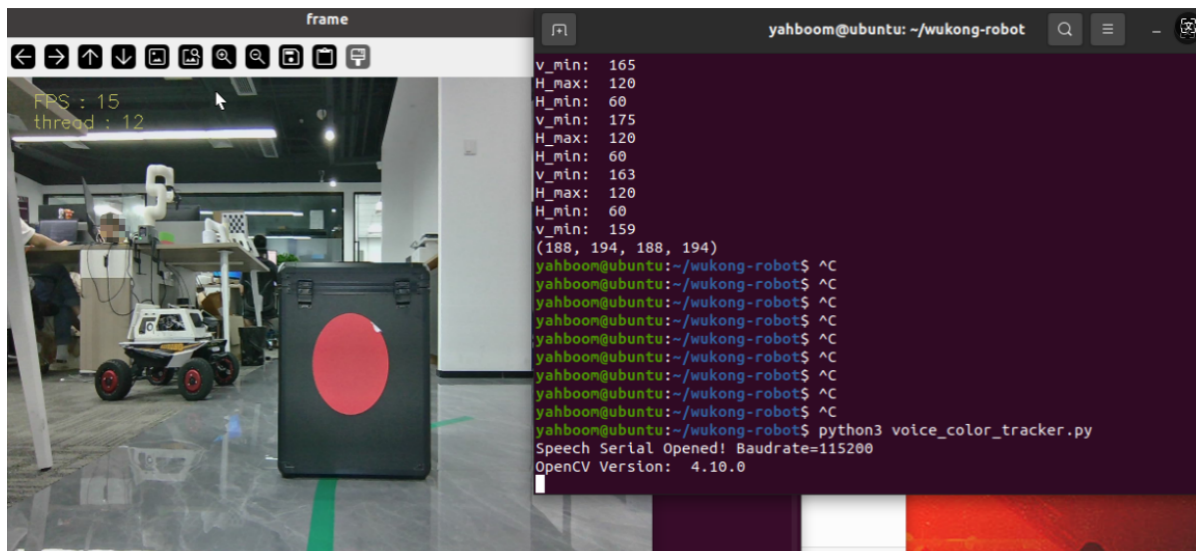 frame
FPS : 15
thread : 12
yahboom@ubuntu: ~/wukong-robot
v_min:  165
H_max:  120
H_min:  60
v_min:  175
H_max:  120
H_min:  60
v_min:  163
H_max:  120
H_min:  60
v_min:  159
(188, 194, 188, 194)
yahboom@ubuntu:~/wukong-robot$ ^C
yahboom@ubuntu:~/wukong-robot$ ^C
yahboom@ubuntu:~/wukong-robot$ ^C
yahboom@ubuntu:~/wukong-robot$ ^C
yahboom@ubuntu:~/wukong-robot$ ^C
yahboom@ubuntu:~/wukong-robot$ ^C
yahboom@ubuntu:~/wukong-robot$ ^C
yahboom@ubuntu:~/wukong-robot$ ^C
yahboom@ubuntu:~/wukong-robot$ ^C
yahboom@ubuntu:~/wukong-robot$ python3 voice_color_tracker.py
Speech Serial Opened! Baudrate=115200
OpenCV Version:  4.10.0